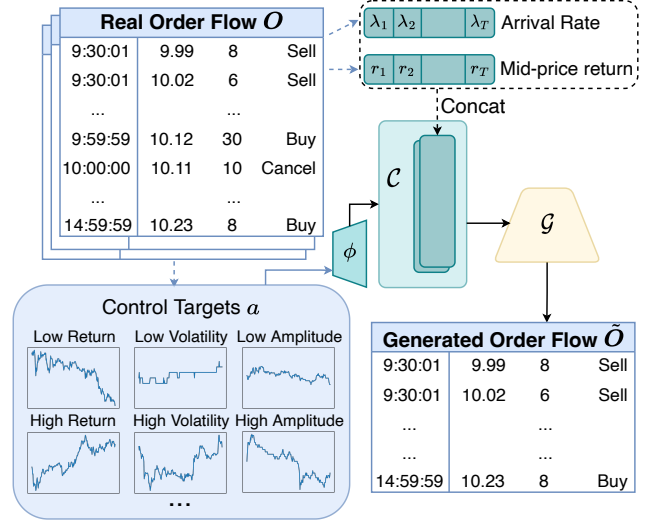 Real Order Flow O
9:30:01 9.99 8 Sell
9:30:01 10.02 6 Sell
... ...
9:59:59 10.12 30 Buy
10:00:00 10.11 10 Cancel
... ...
14:59:59 10.23 8 Buy
λ₁ λ₂ λ_T Arrival Rate
r₁ r₂ r_T Mid-price return
Concat
C
G
ϕ
Control Targets a
Low Return Low Volatility Low Amplitude
High Return High Volatility High Amplitude
...
Generated Order Flow Õ
9:30:01 9.99 8 Sell
9:30:01 10.02 6 Sell
... ...
... ...
14:59:59 10.23 8 Buy